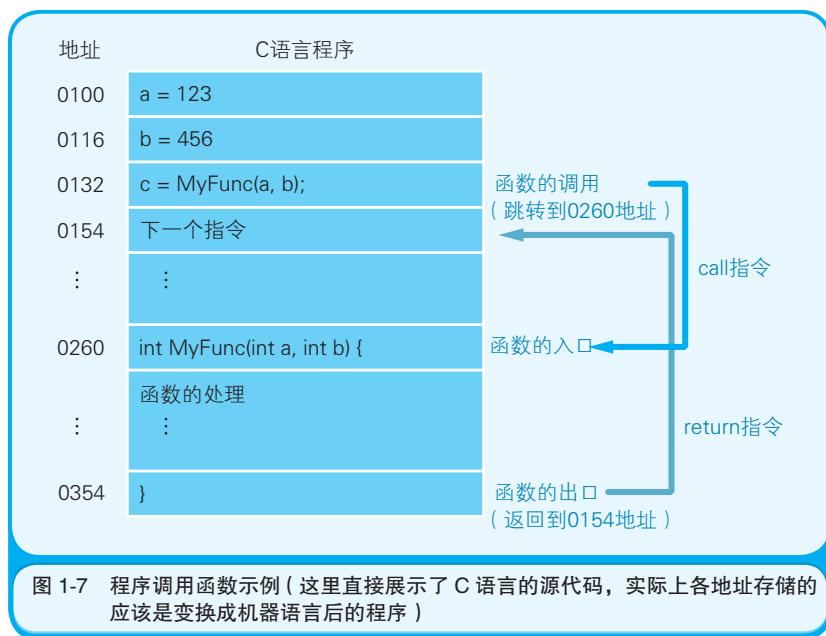 地址 C语言程序
0100 a = 123
0116 b = 456
0132 c = MyFunc(a, b); 函数的调用
（跳转到0260地址）
0154 下一个指令
⋮ ⋮
call指令
0260 int MyFunc(int a, int b) { 函数的入口
函数的处理
⋮ ⋮
return指令
0354 } 函数的出口
（返回到0154地址）
图 1-7 程序调用函数示例（这里直接展示了 C 语言的源代码，实际上各地址存储的
应该是变换成机器语言后的程序）